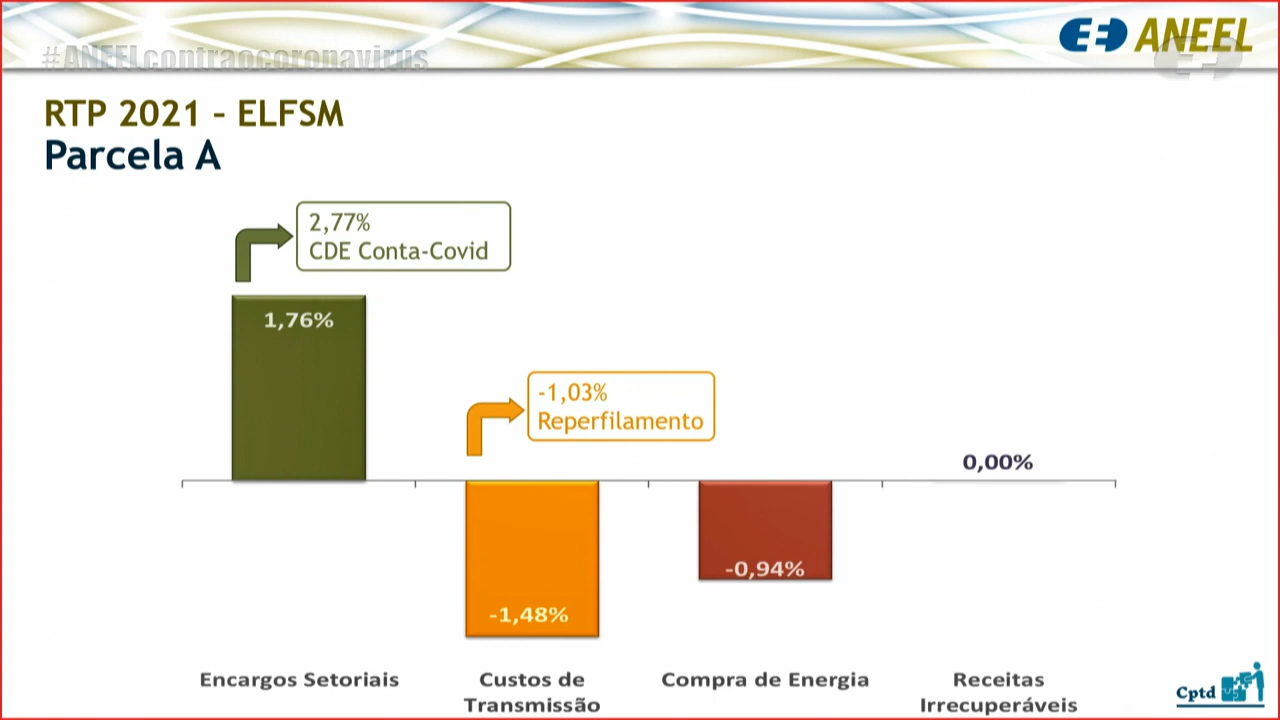 #ANEELcontraocoronavirus
ANEEL
RTP 2021 – ELFSM
Parcela A
2,77%
CDE Conta-Covid
1,76%
-1,03%
Reperfilamento
0,00%
-0,94%
-1,48%
Encargos Setoriais
Custos de
Transmissão
Compra de Energia
Receitas
Irrecuperáveis
Cptd